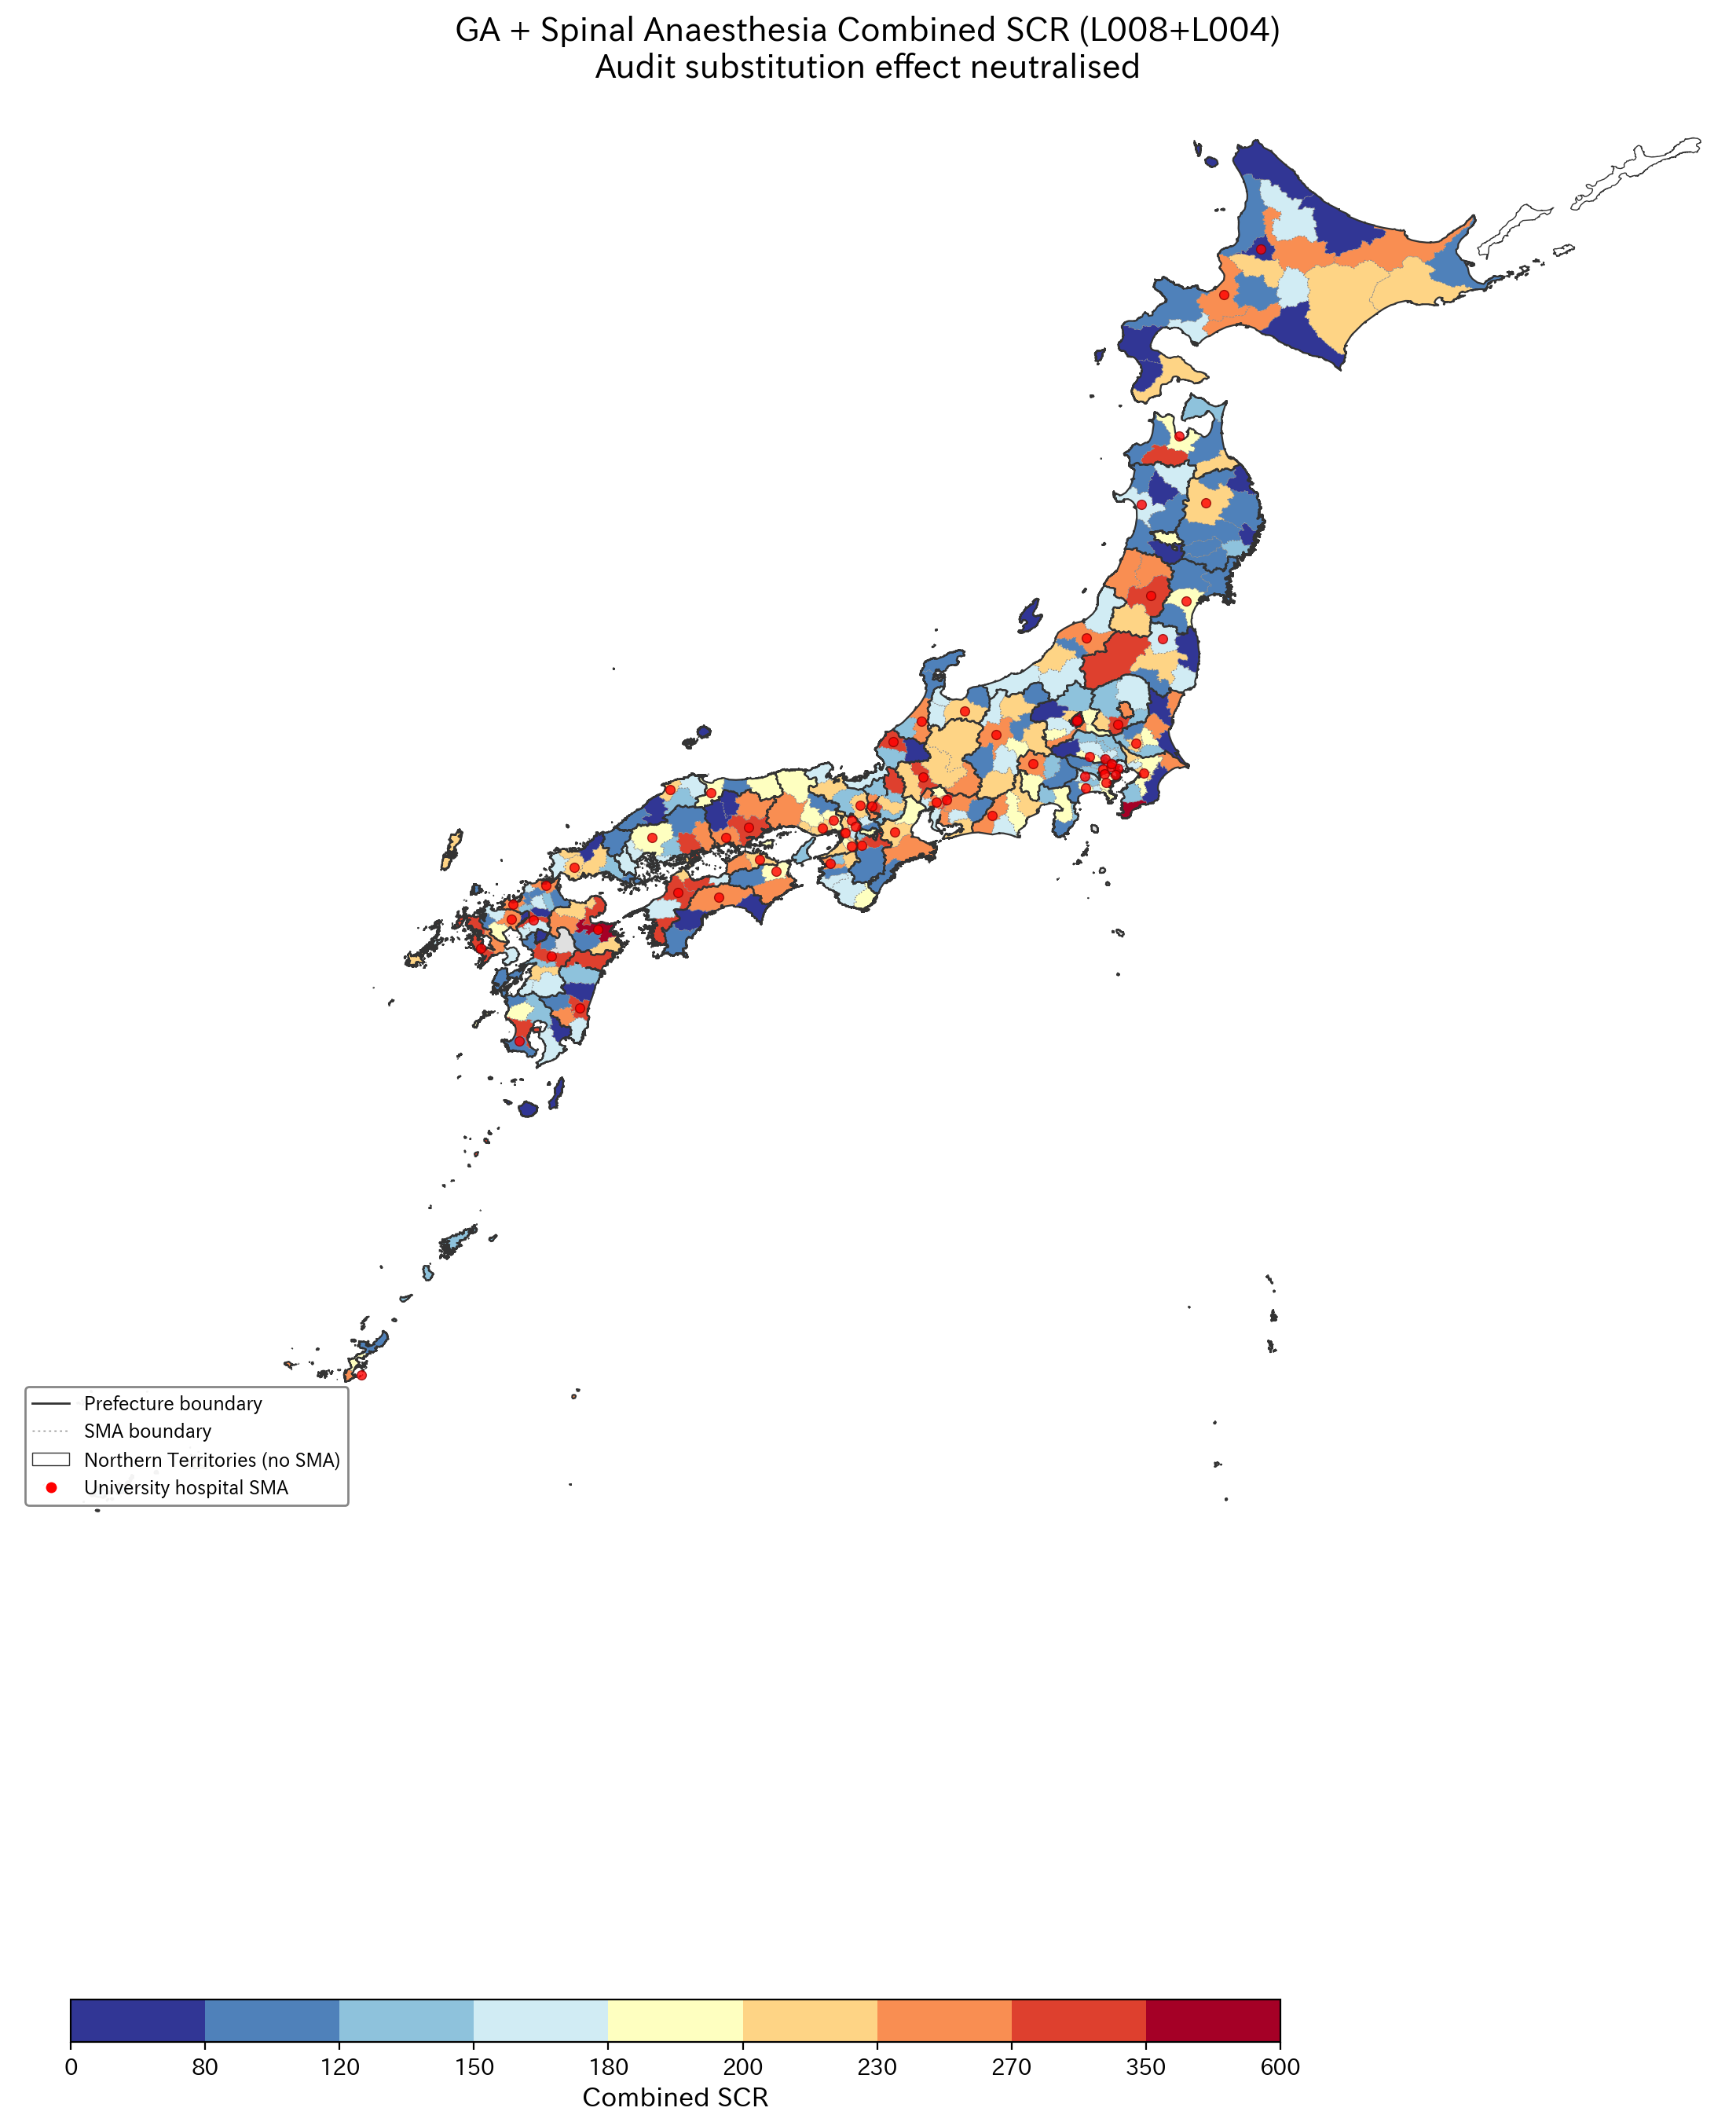 GA + Spinal Anaesthesia Combined SCR (L008+L004)
Audit substitution effect neutralised
Prefecture boundary
SMA boundary
Northern Territories (no SMA)
University hospital SMA
0 80 120 150 180 200 230 270 350 600
Combined SCR